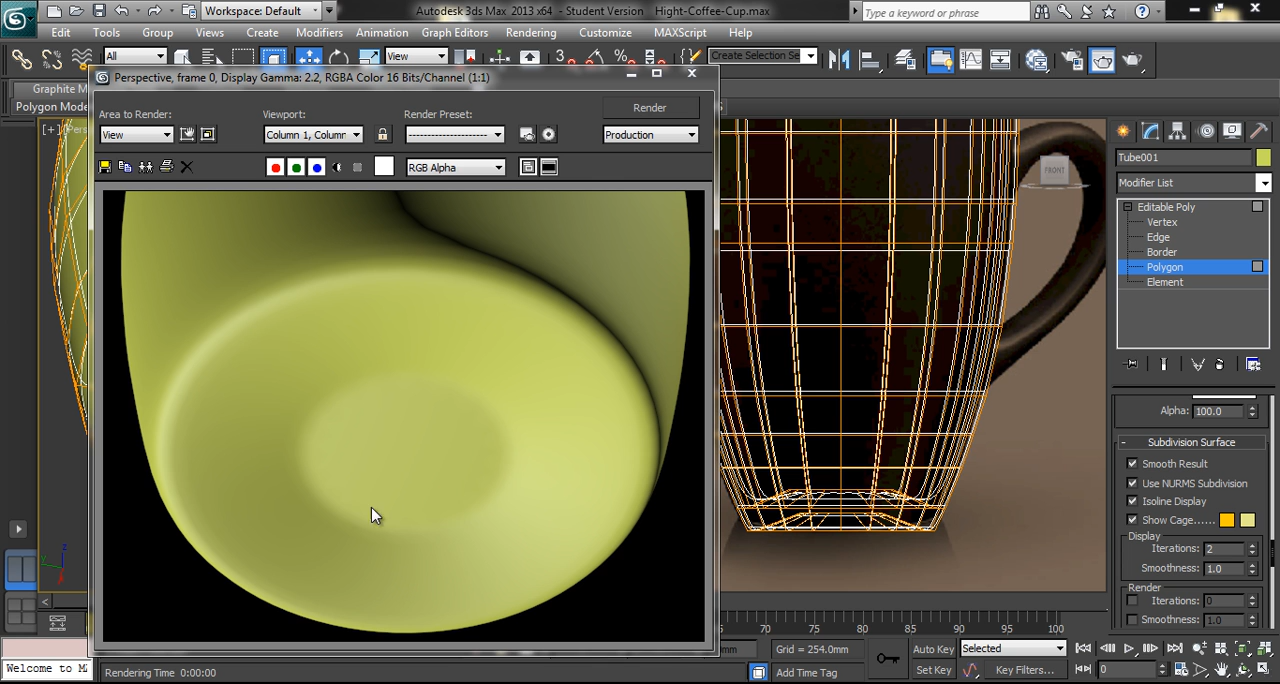 Workspace: Default
Autodesk 3ds Max 2013 x64 - Student Version Hight-Coffee-Cup.max
Type a keyword or phrase
Edit Tools Group Views Create Modifiers Animation Graph Editors Rendering Customize MAXScript Help
All
View
3
Create Selection Se
Graphite M
Polygon Mode
Perspective, frame 0, Display Gamma: 2.2, RGBA Color 16 Bits/Channel (1:1)
Area to Render:
View
Viewport:
Column 1, Column
Render Preset:
Render
Production
RGB Alpha
FRONT
Tube001
Modifier List
Editable Poly
Vertex
Edge
Border
Polygon
Element
Alpha: 100.0
Subdivision Surface
Smooth Result
Use NURMS Subdivision
Isoline Display
Show Cage......
Display
Iterations: 2
Smoothness: 1.0
Render
Iterations: 0
Smoothness: 1.0
70 75 80 85 90 95 100
Welcome to M
Rendering Time 0:00:00
Grid = 254.0mm
Add Time Tag
Auto Key
Selected
Set Key
Key Filters...
0